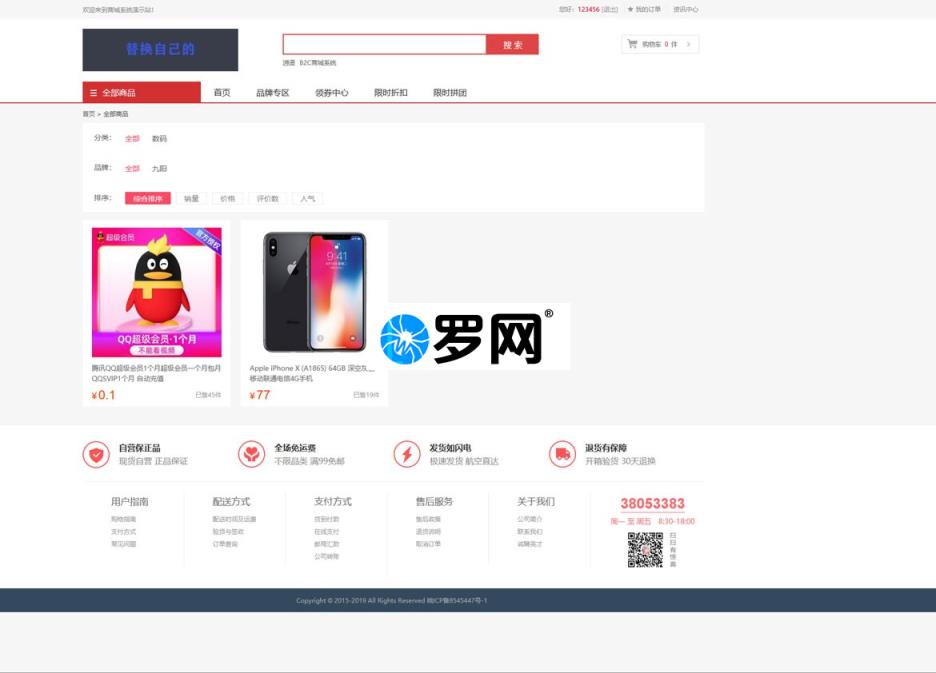 欢迎来到商城系统演示站!
您好: 123456 [退出] ★ 我的订单 资讯中心
替换自己的
搜 索
购物车 0 件 >
B2C商城系统
☰ 全部商品 首页 品牌专区 领券中心 限时折扣 限时拼团
首页 > 全部商品
分类: 全部 数码
品牌: 全部 九阳
排序: 综合排序 销量 价格 评价数 人气
超级会员
官方授权
QQ超级会员·1个月
不能看视频
腾讯QQ超级会员1个月超级会员一个月包月
QQSVIP1个月 自动充值
¥0.1 已售45件
9:41
Apple iPhone X (A1865) 64GB 深空灰
移动联通电信4G手机
¥77 已售19件
罗网®
自营保正品
现货自营 正品保证
全场免运费
不限品类 满99免邮
发货如闪电
极速发货 航空直达
退货有保障
开箱验货 30天退换
用户指南
购物指南
支付方式
常见问题
配送方式
配送时效及运费
验货与签收
订单查询
支付方式
货到付款
在线支付
邮局汇款
公司转账
售后服务
售后政策
退货说明
取消订单
关于我们
公司简介
联系我们
诚聘英才
38053383
周一 至 周五 8:30-18:00
扫扫有惊喜
Copyright © 2015-2019 All Rights Reserved 皖ICP备8545447号-1